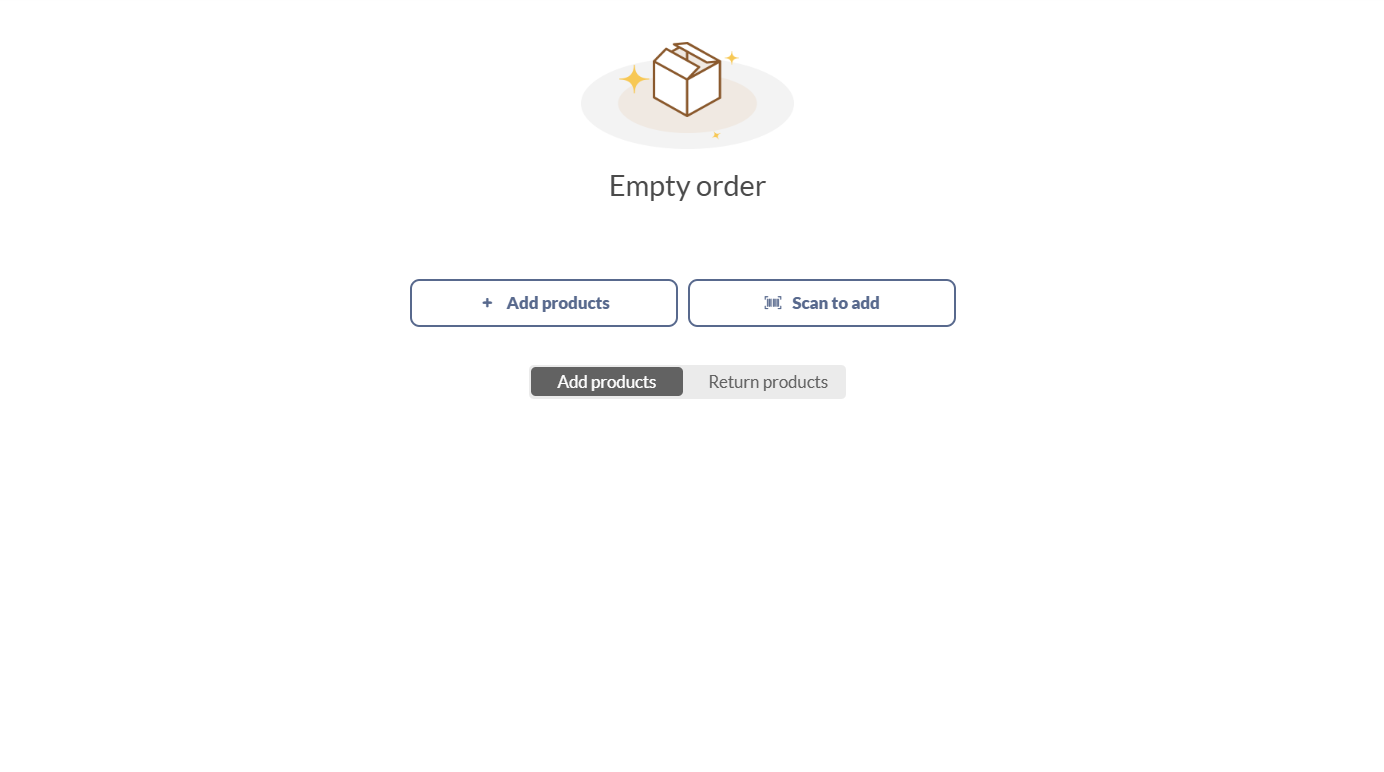 Empty order
Add products
Scan to add
Add products
Return products